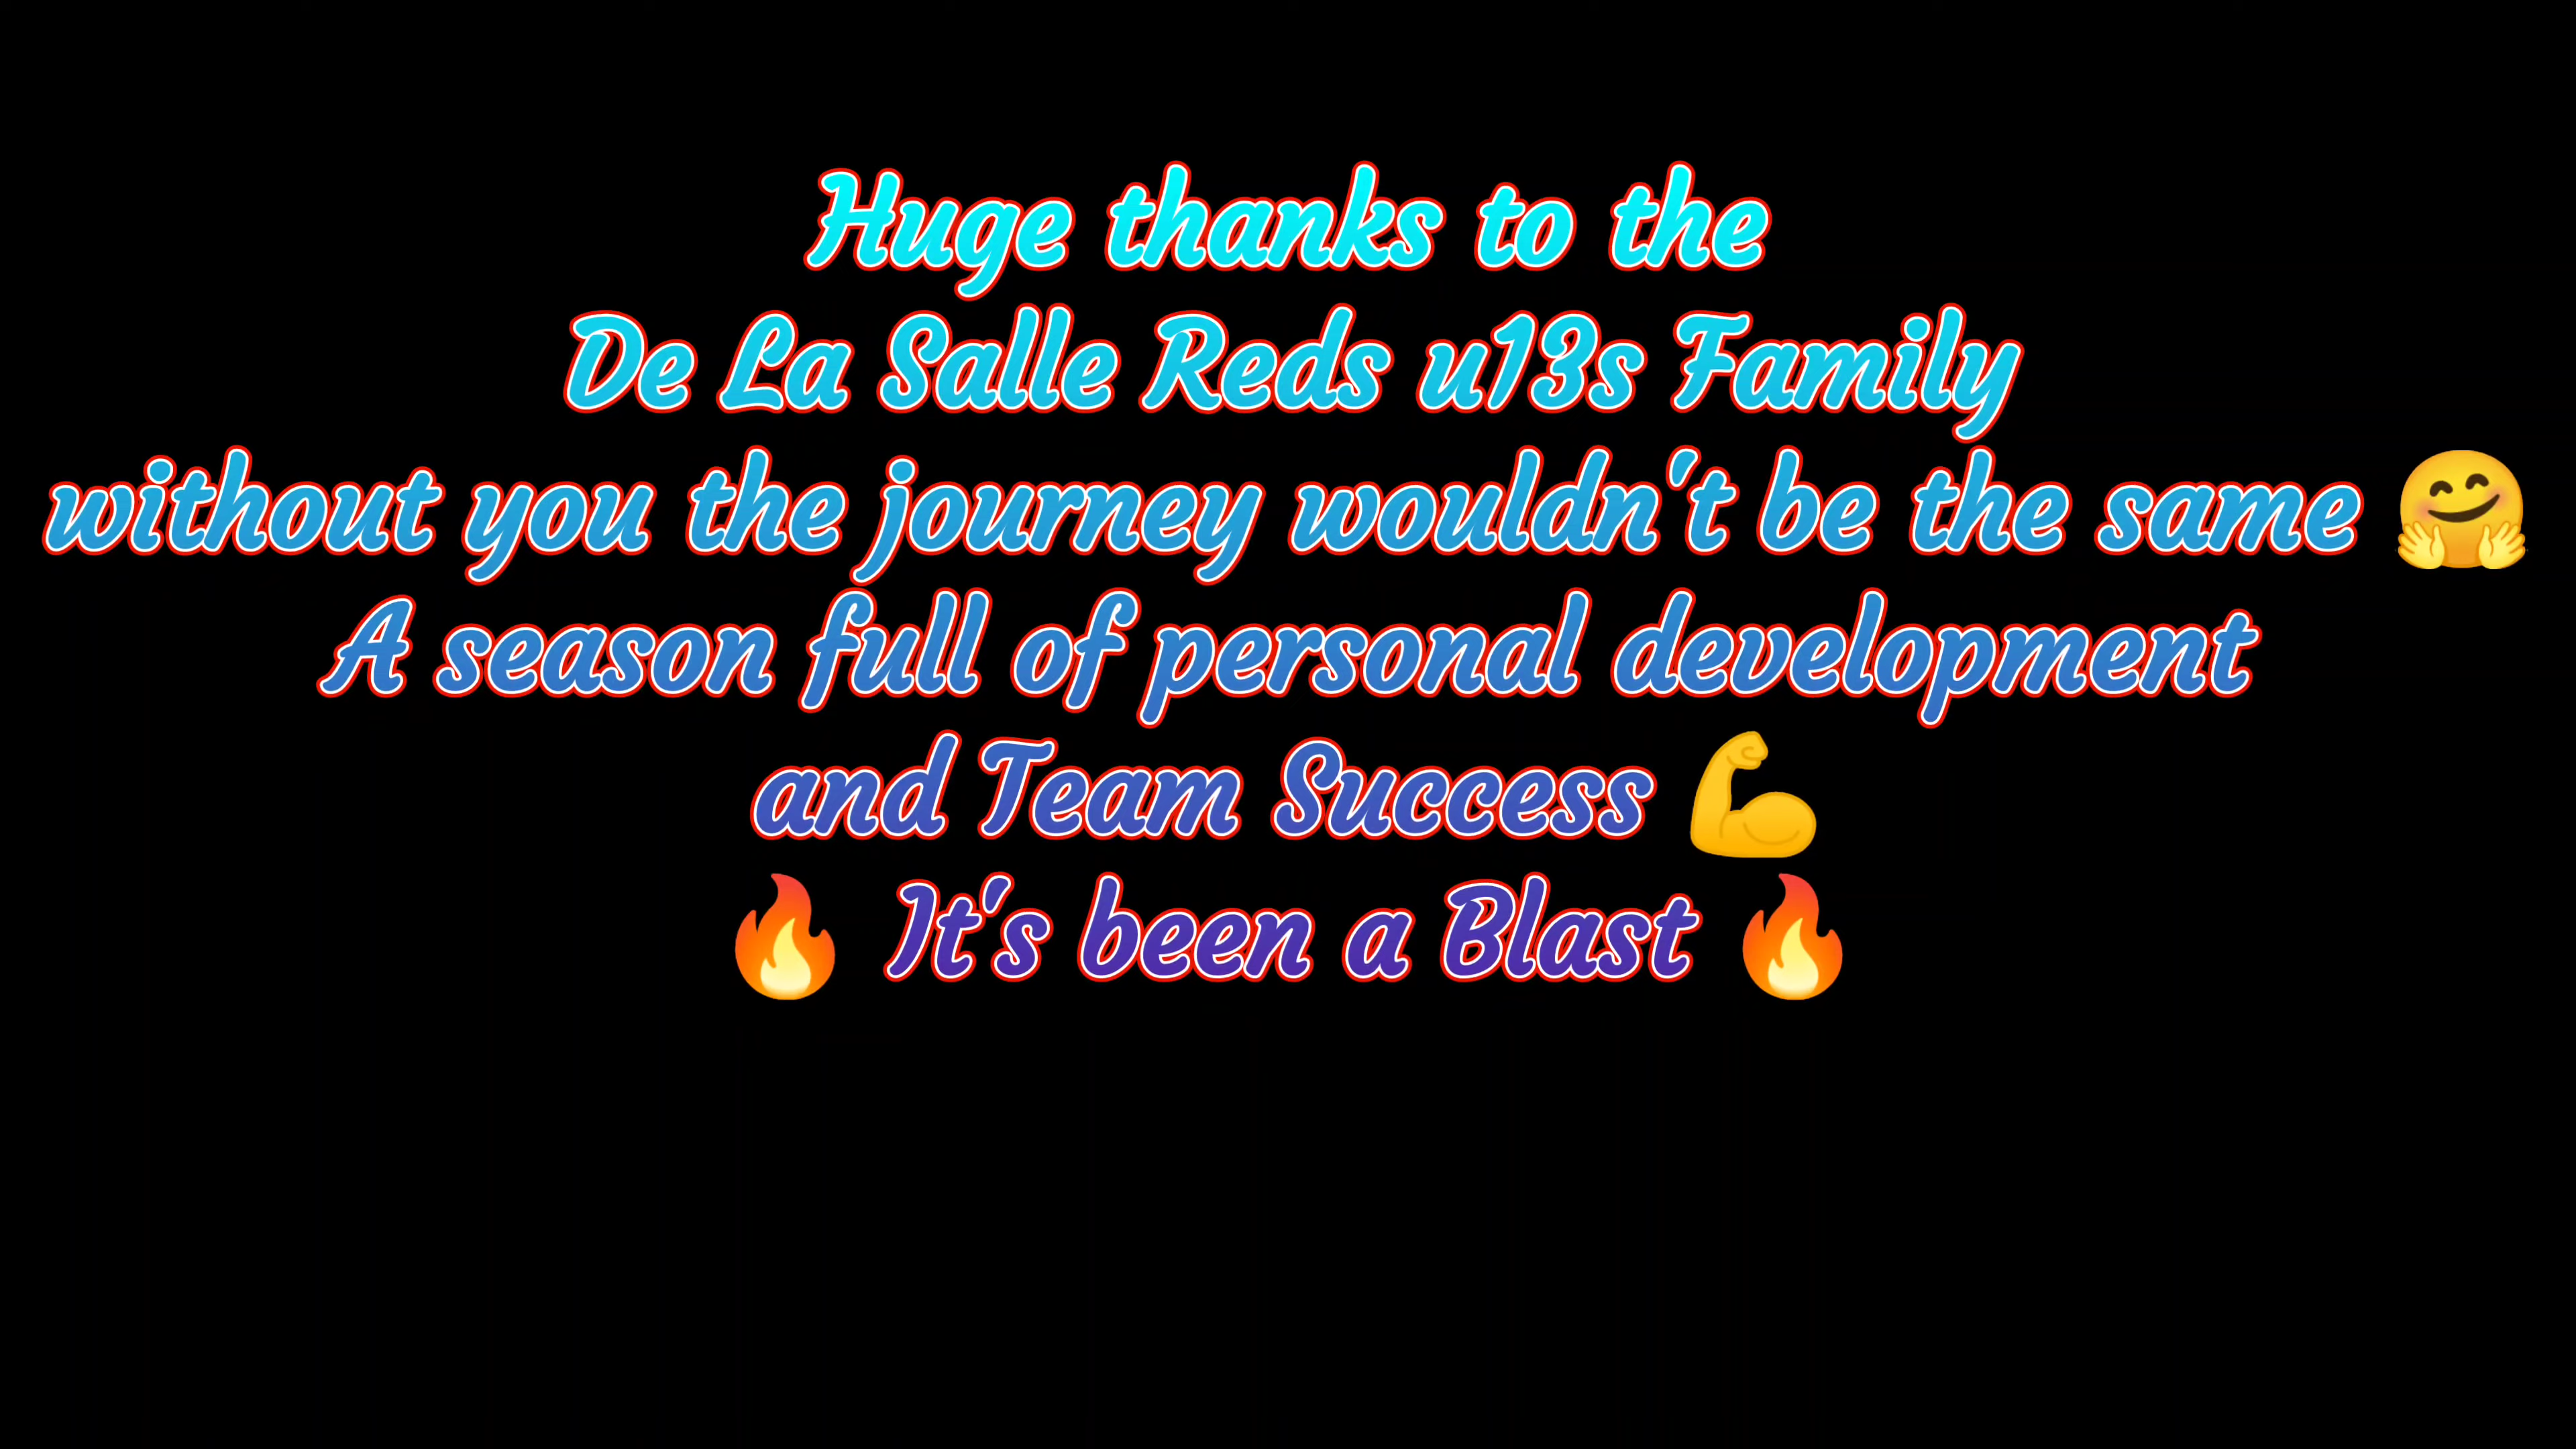 Huge thanks to the
De La Salle Reds u13s Family
without you the journey wouldn't be the same 🤗
A season full of personal development
and Team Success 💪
🔥 It's been a Blast 🔥